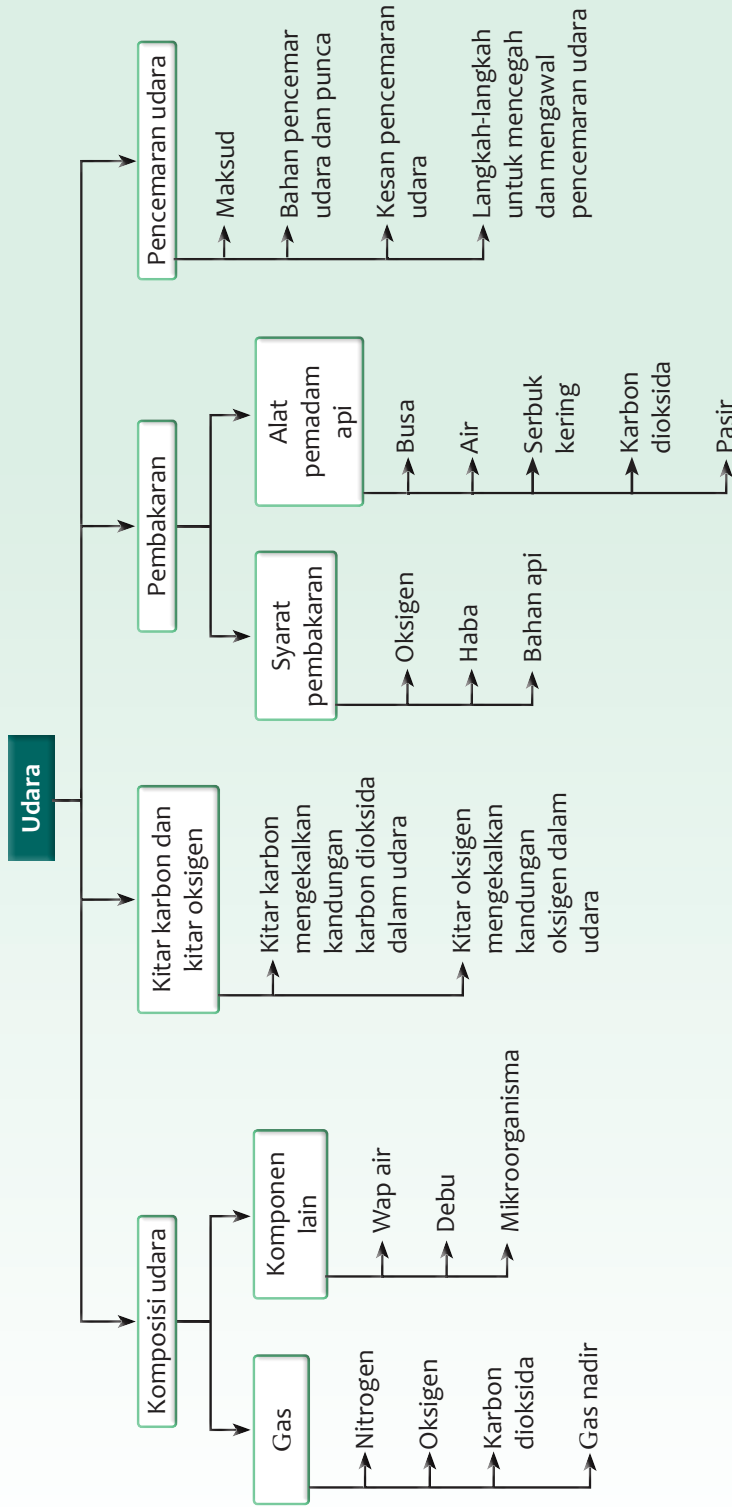 Udara
Komposisi udara
Gas
Nitrogen
Oksigen
Karbon
dioksida
Gas nadir
Komponen
lain
Wap air
Debu
Mikroorganisma
Kitar karbon dan
kitar oksigen
Kitar karbon
mengekalkan
kandungan
karbon dioksida
dalam udara
Kitar oksigen
mengekalkan
kandungan
oksigen dalam
udara
Pembakaran
Syarat
pembakaran
Oksigen
Haba
Bahan api
Alat
pemadam
api
Busa
Air
Serbuk
kering
Karbon
dioksida
Pasir
Pencemaran udara
Maksud
Bahan pencemar
udara dan punca
Kesan pencemaran
udara
Langkah-langkah
untuk mencegah
dan mengawal
pencemaran udara